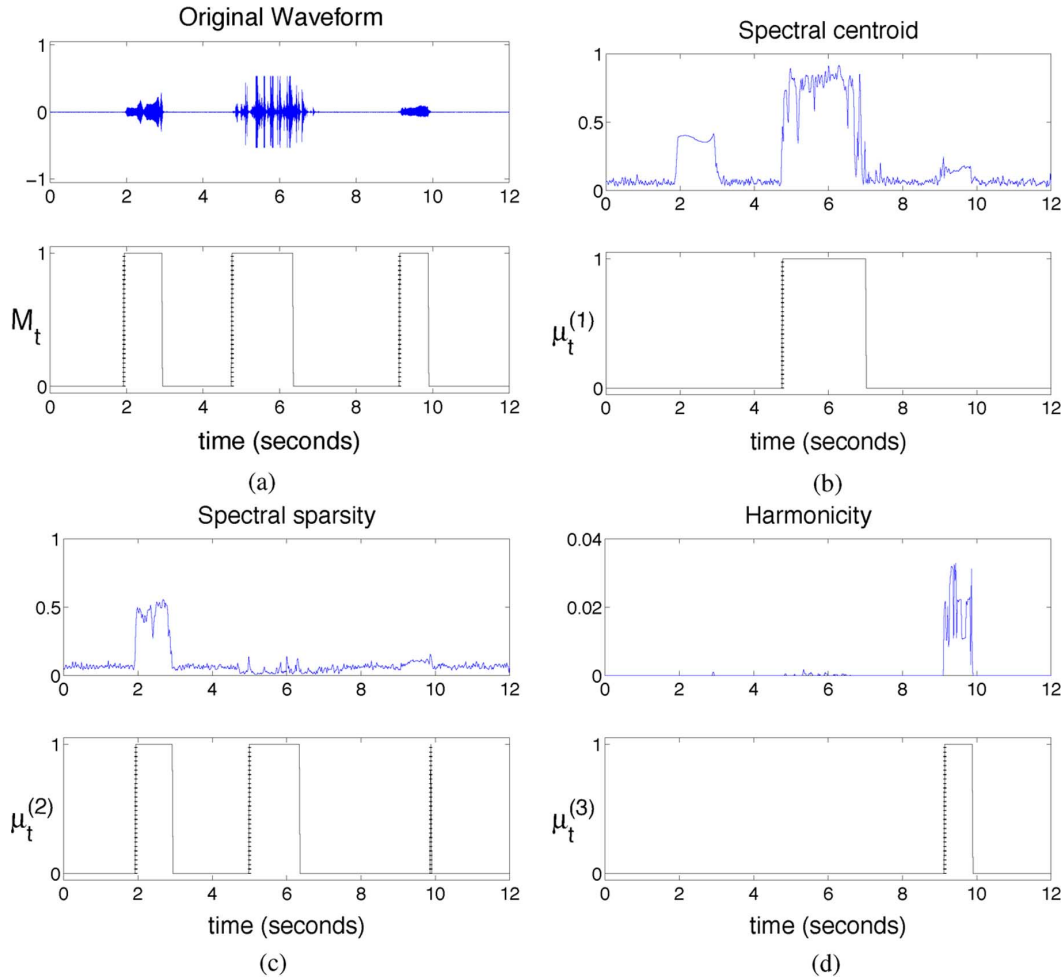 Original Waveform
1
0
−1
0 2 4 6 8 10 12
1
M_t
0
0 2 4 6 8 10 12
time (seconds)
(a)
Spectral centroid
1
0.5
0
0 2 4 6 8 10 12
1
μ_t^(1)
0
0 2 4 6 8 10 12
time (seconds)
(b)
Spectral sparsity
1
0.5
0
0 2 4 6 8 10 12
1
μ_t^(2)
0
0 2 4 6 8 10 12
time (seconds)
(c)
Harmonicity
0.04
0.02
0
0 2 4 6 8 10 12
1
μ_t^(3)
0
0 2 4 6 8 10 12
time (seconds)
(d)